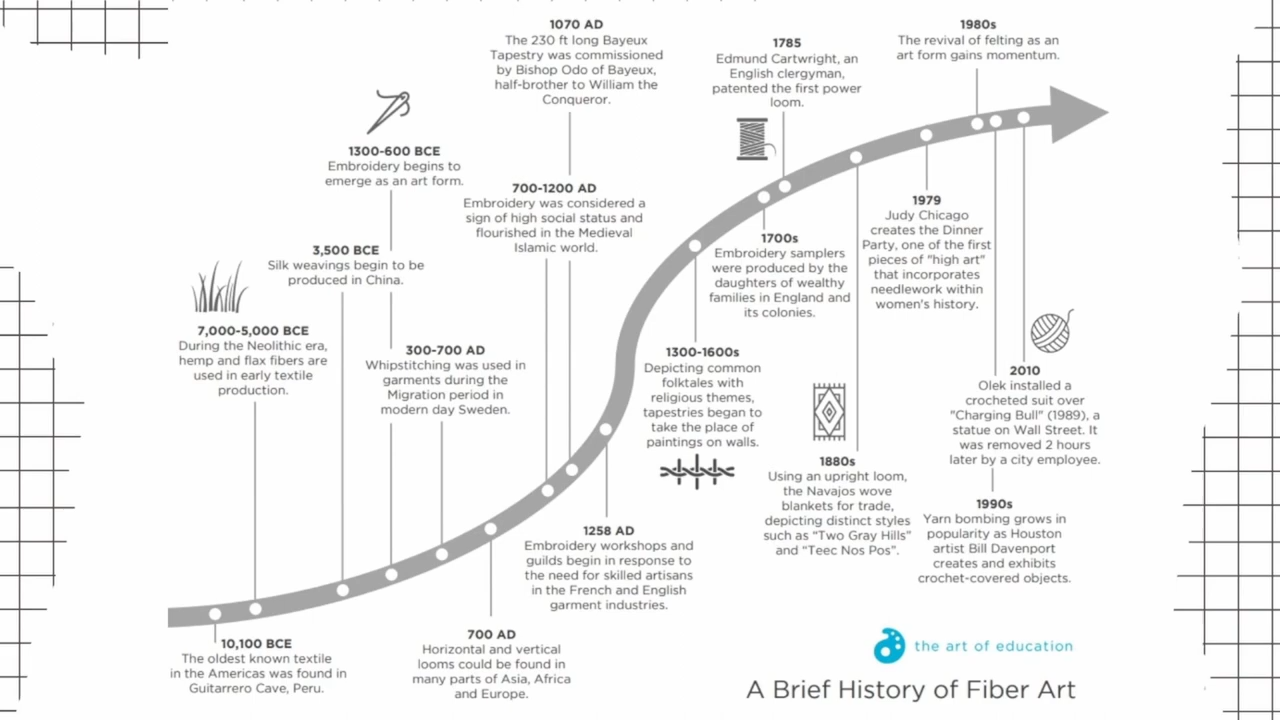 10,100 BCE
The oldest known textile
in the Americas was found in
Guitarrero Cave, Peru.
7,000-5,000 BCE
During the Neolithic era,
hemp and flax fibers are
used in early textile
production.
3,500 BCE
Silk weavings begin to be
produced in China.
1300-600 BCE
Embroidery begins to
emerge as an art form.
300-700 AD
Whipstitching was used in
garments during the
Migration period in
modern day Sweden.
700 AD
Horizontal and vertical
looms could be found in
many parts of Asia, Africa
and Europe.
700-1200 AD
Embroidery was considered a
sign of high social status and
flourished in the Medieval
Islamic world.
1070 AD
The 230 ft long Bayeux
Tapestry was commissioned
by Bishop Odo of Bayeux,
half-brother to William the
Conqueror.
1258 AD
Embroidery workshops and
guilds begin in response to
the need for skilled artisans
in the French and English
garment industries.
1300-1600s
Depicting common
folktales with
religious themes,
tapestries began to
take the place of
paintings on walls.
1700s
Embroidery samplers
were produced by the
daughters of wealthy
families in England and
its colonies.
1785
Edmund Cartwright, an
English clergyman,
patented the first power
loom.
1880s
Using an upright loom,
the Navajos wove
blankets for trade,
depicting distinct styles
such as “Two Gray Hills”
and “Teec Nos Pos”.
1979
Judy Chicago
creates the Dinner
Party, one of the first
pieces of "high art"
that incorporates
needlework within
women's history.
1980s
The revival of felting as an
art form gains momentum.
1990s
Yarn bombing grows in
popularity as Houston
artist Bill Davenport
creates and exhibits
crochet-covered objects.
2010
Olek installed a
crocheted suit over
"Charging Bull" (1989), a
statue on Wall Street. It
was removed 2 hours
later by a city employee.
the art of education
A Brief History of Fiber Art